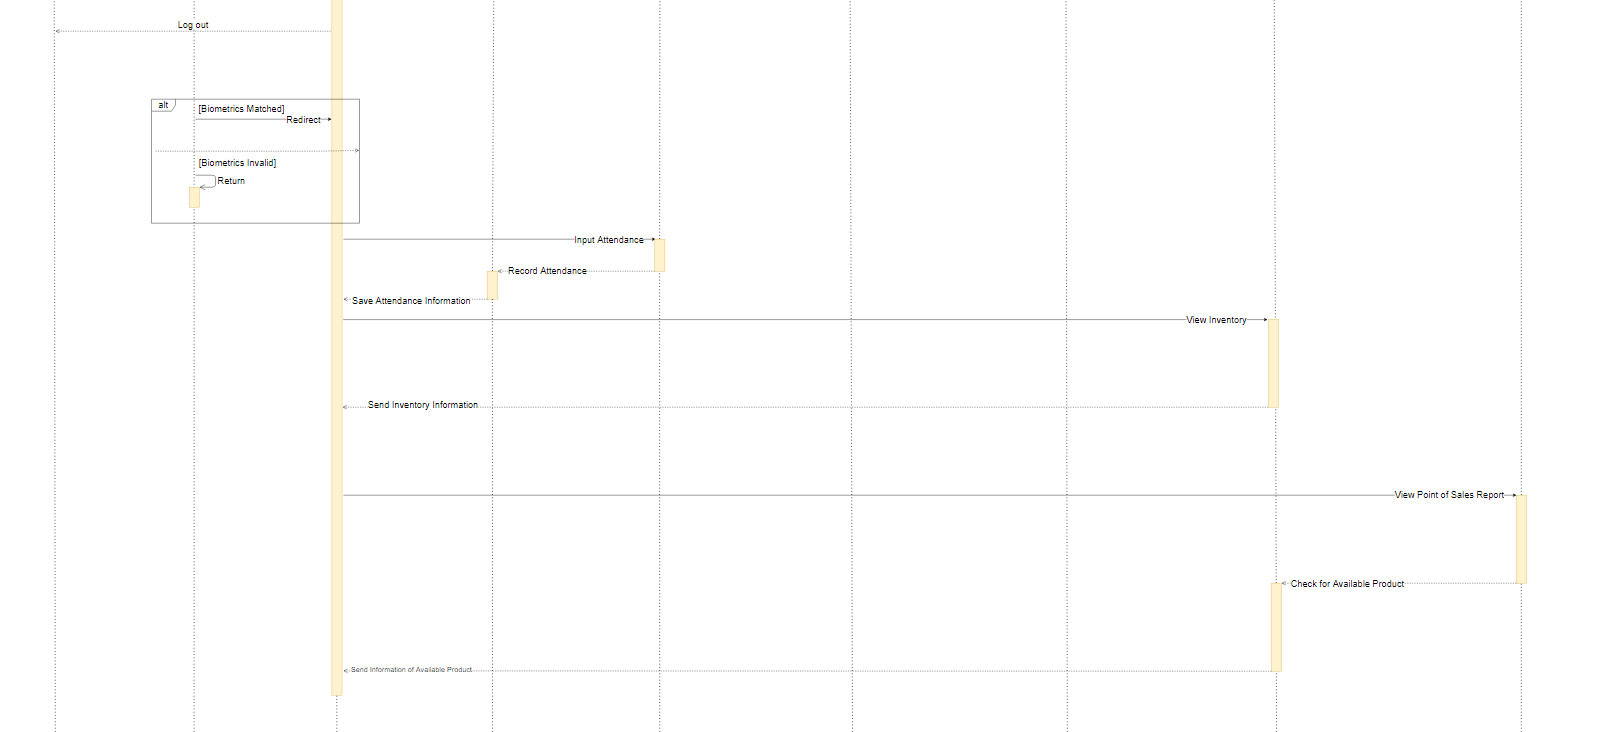 Log out
alt
[Biometrics Matched]
Redirect
[Biometrics Invalid]
Return
Input Attendance
Record Attendance
Save Attendance Information
View Inventory
Send Inventory Information
View Point of Sales Report
Check for Available Product
Send Information of Available Product